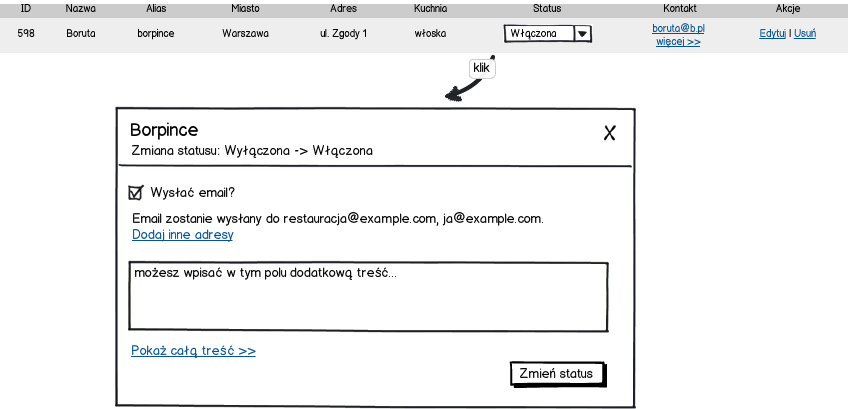 ID Nazwa Alias Miasto Adres Kuchnia Status Kontakt Akcje
598 Boruta borpince Warszawa ul. Zgody 1 włoska Włączona boruta@b.pl Edytuj | Usuń
więcej >>
klik
Borpince X
Zmiana statusu: Wyłączona -> Włączona
Wysłać email?
Email zostanie wysłany do restauracja@example.com, ja@example.com.
Dodaj inne adresy
możesz wpisać w tym polu dodatkową treść...
Pokaż całą treść >>
Zmień status